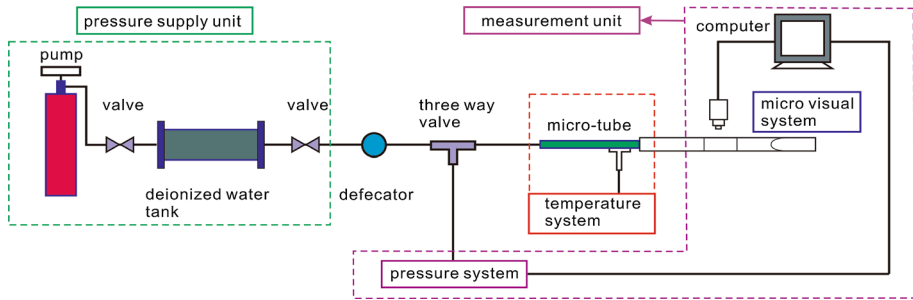 pressure supply unit
measurement unit
computer
pump
valve
valve
three way
valve
micro-tube
micro visual
system
deionized water
tank
defecator
temperature
system
pressure system